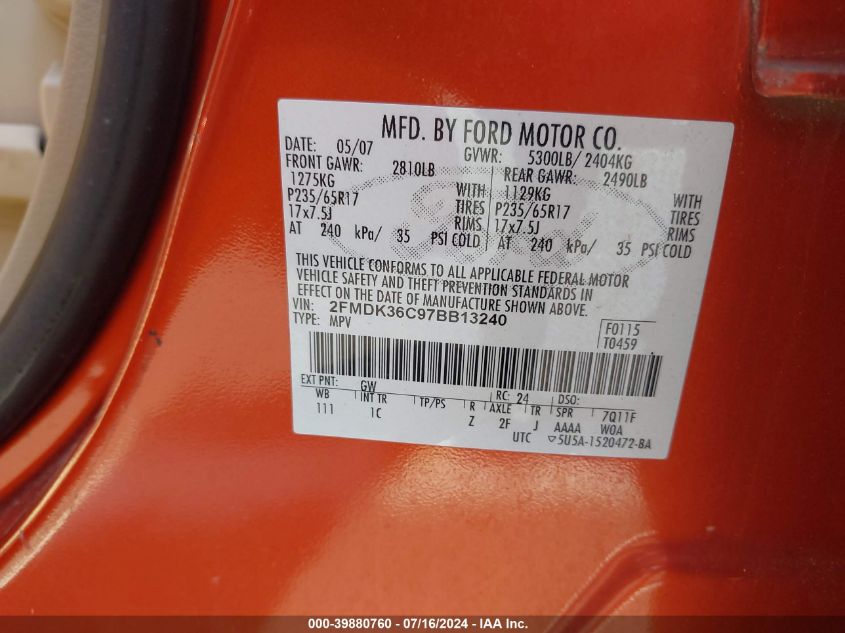 MFD. BY FORD MOTOR CO.
DATE: 05/07 GVWR: 5300LB/ 2404KG
FRONT GAWR: 2810LB REAR GAWR: 2490LB
1275KG WITH 1129KG WITH
P235/65R17 TIRES P235/65R17 TIRES
17x7.5J RIMS 17x7.5J RIMS
AT 240 kPa/ 35 PSI COLD AT 240 kPa/ 35 PSI COLD
Ford
THIS VEHICLE CONFORMS TO ALL APPLICABLE FEDERAL MOTOR
VEHICLE SAFETY AND THEFT PREVENTION STANDARDS IN
EFFECT ON THE DATE OF MANUFACTURE SHOWN ABOVE.
VIN: 2FMDK36C97BB13240
TYPE: MPV
F0115
T0459
EXT PNT: GW RC: 24 DSO:
WB INT TR TP/PS R AXLE TR SPR 7Q11F
111 1C Z 2F J AAAA WOA
UTC ▽5U5A-1520472-BA
000-39880760 - 07/16/2024 - IAA Inc.